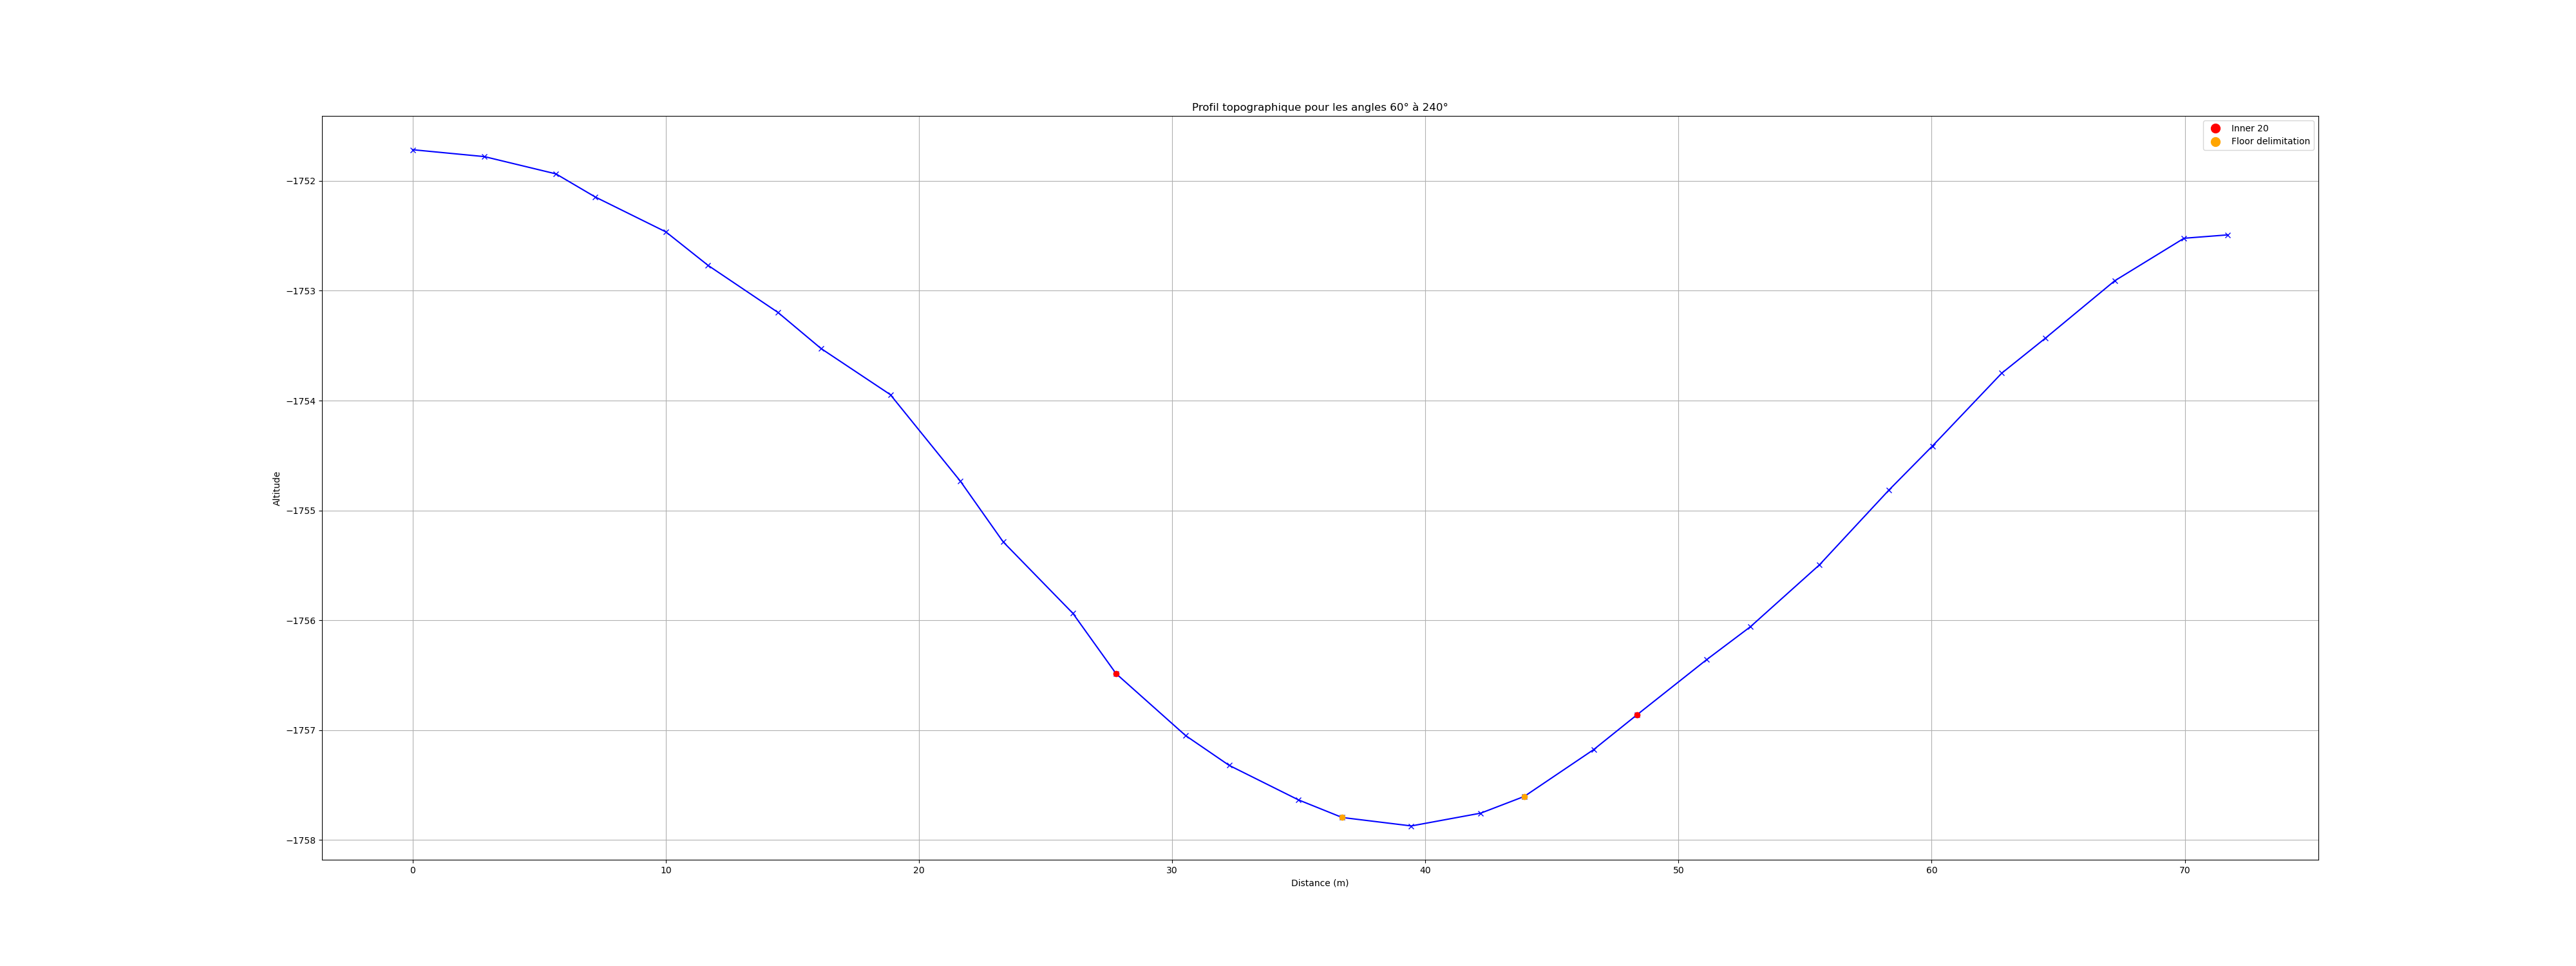 Profil topographique pour les angles 60° à 240°
Inner 20
Floor delimitation
Altitude
−1752
−1753
−1754
−1755
−1756
−1757
−1758
0 10 20 30 40 50 60 70
Distance (m)